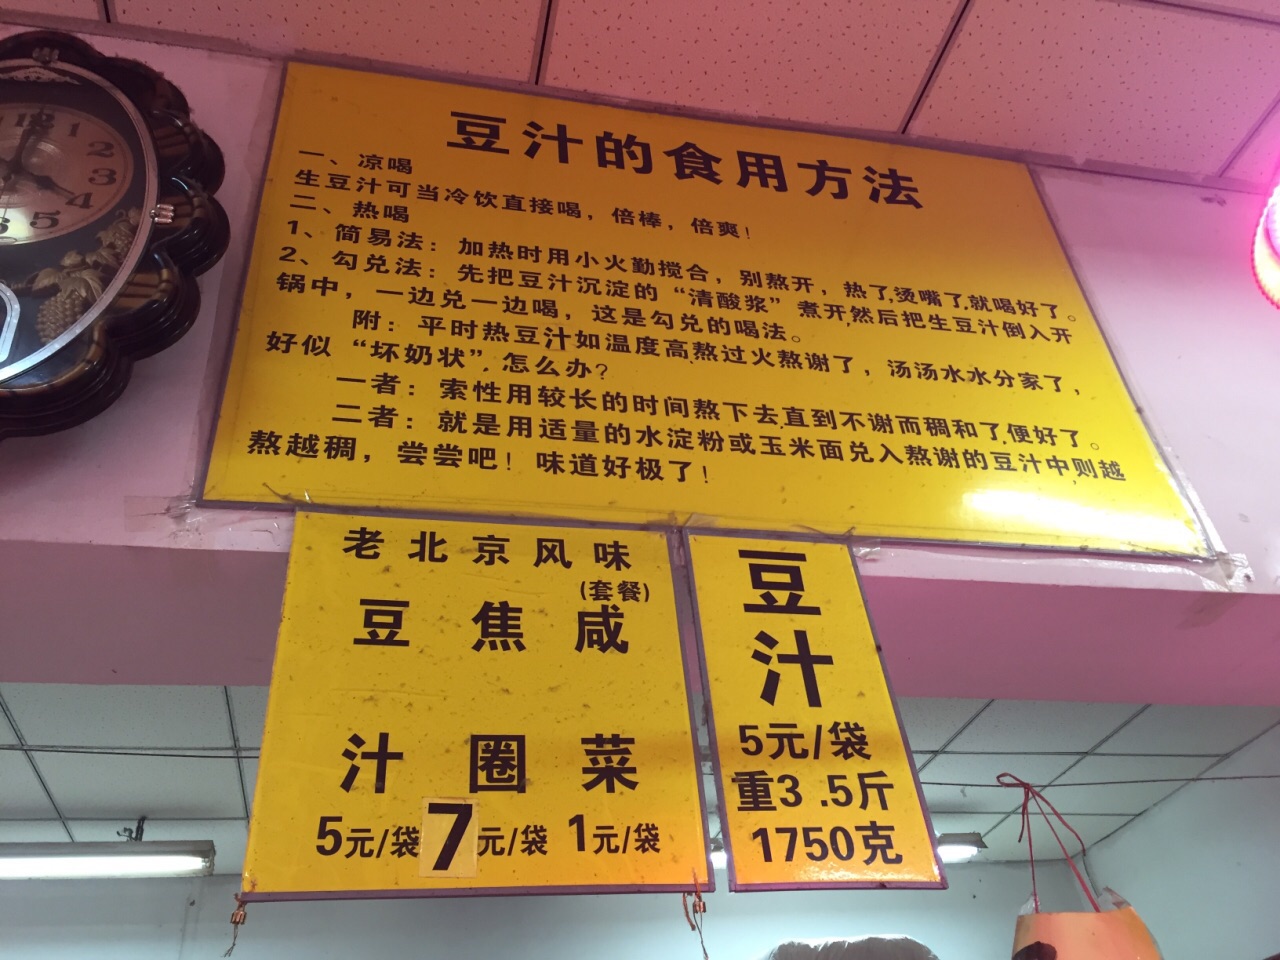 豆汁的食用方法
一、凉喝
生豆汁可当冷饮直接喝，倍棒，倍爽！
二、热喝
1、简易法：加热时用小火勤搅合，别熬开，热了,烫嘴了,就喝好了。
2、勾兑法：先把豆汁沉淀的“清酸浆”煮开,然后把生豆汁倒入开
锅中，一边兑一边喝，这是勾兑的喝法。
附：平时热豆汁如温度高熬过火熬谢了，汤汤水水分家了，
好似“坏奶状”,怎么办？
一者：索性用较长的时间熬下去,直到不谢而稠和了,便好了。
二者：就是用适量的水淀粉或玉米面兑入熬谢的豆汁中,则越
熬越稠，尝尝吧！味道好极了！
老北京风味
(套餐)
豆汁 焦圈 咸菜
5元/袋 7元/袋 1元/袋
豆汁
5元/袋
重3.5斤
1750克
12
1
2
3
4
5